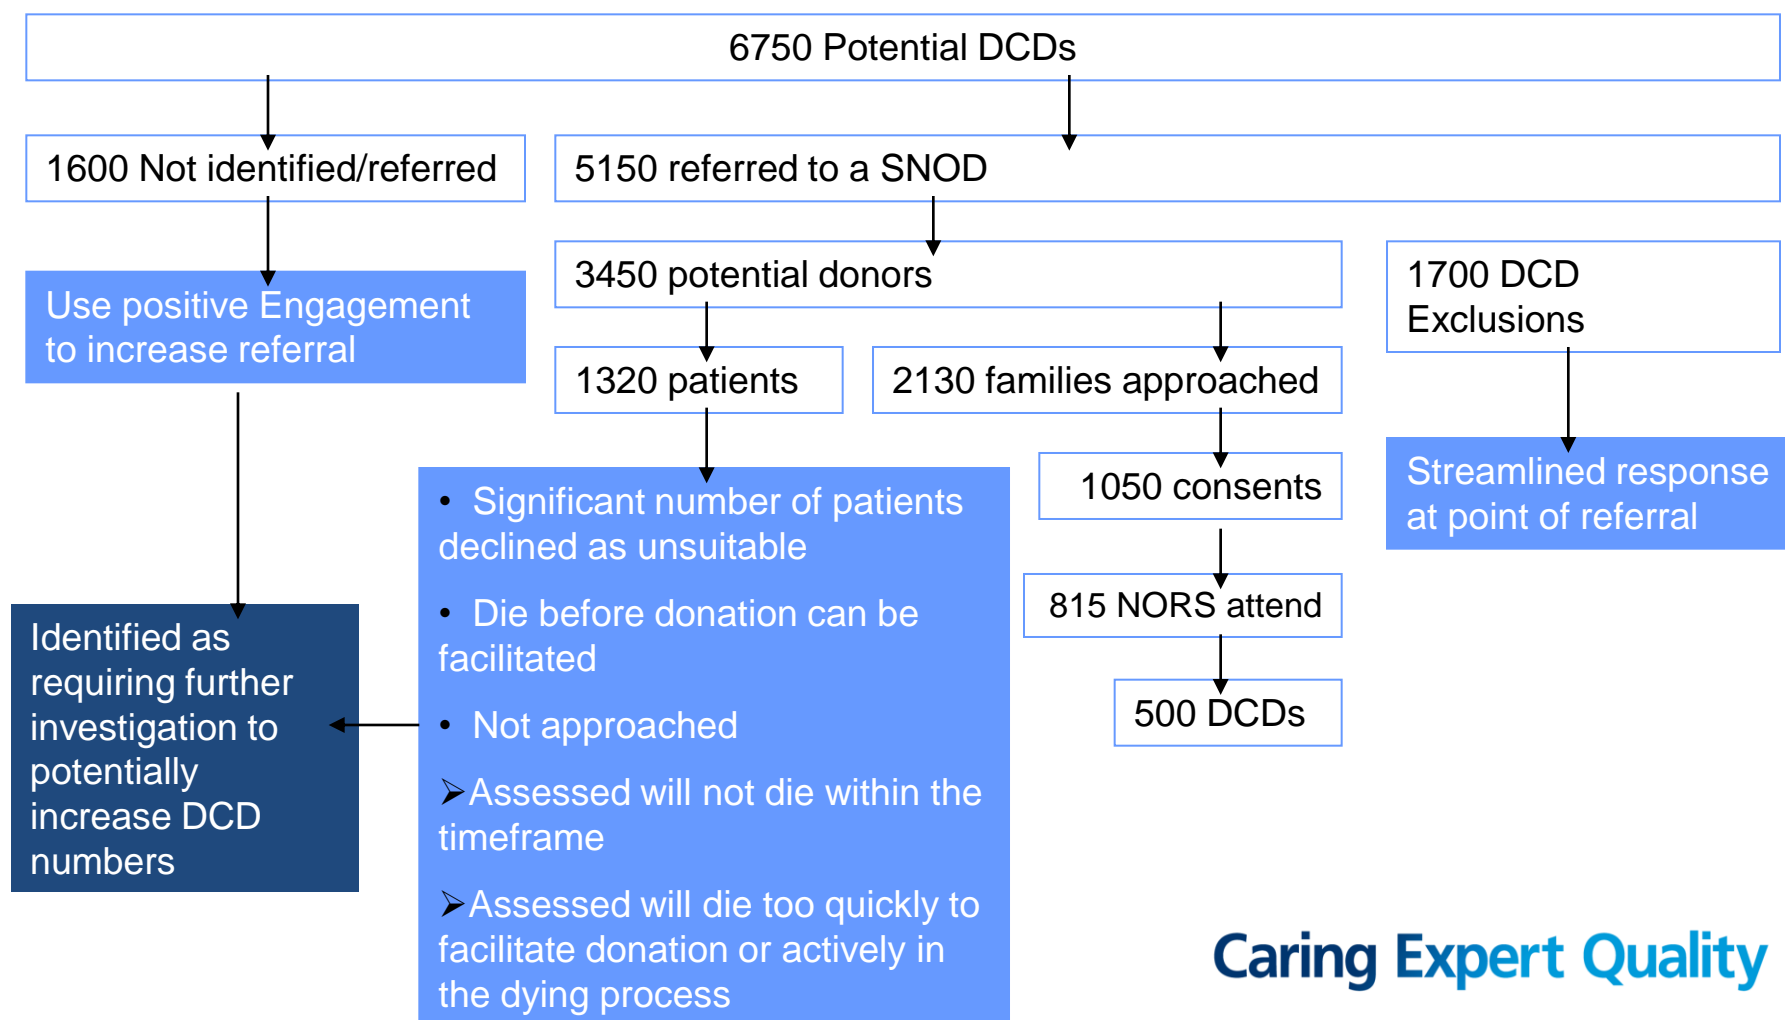 6750 Potential DCDs
1600 Not identified/referred
5150 referred to a SNOD
3450 potential donors
1700 DCD
Exclusions
Use positive Engagement
to increase referral
1320 patients
2130 families approached
1050 consents
Streamlined response
at point of referral
• Significant number of patients
declined as unsuitable
• Die before donation can be
facilitated
• Not approached
➢Assessed will not die within the
timeframe
➢Assessed will die too quickly to
facilitate donation or actively in
the dying process
815 NORS attend
500 DCDs
Identified as
requiring further
investigation to
potentially
increase DCD
numbers
Caring Expert Quality